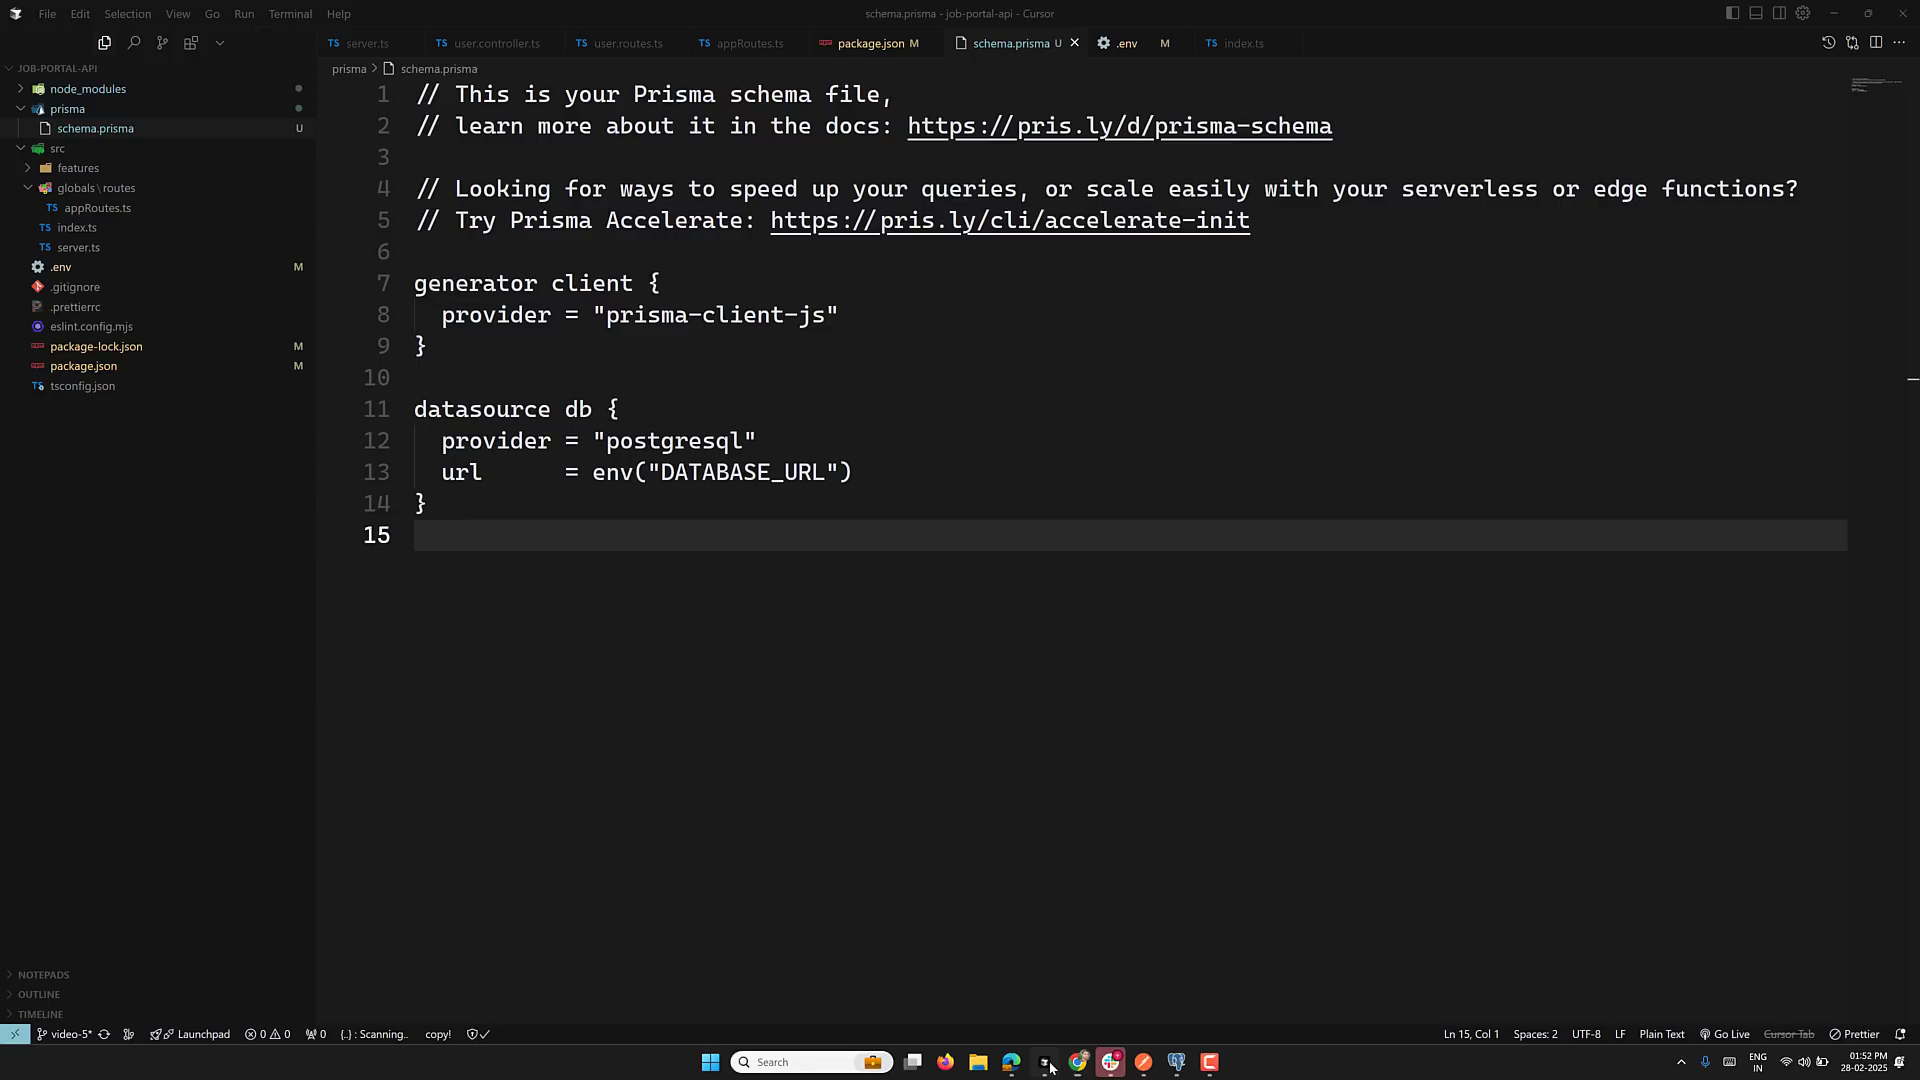 File Edit Selection View Go Run Terminal Help
schema.prisma - job-portal-api - Cursor
TS server.ts
TS user.controller.ts
TS user.routes.ts
TS appRoutes.ts
package.json M
schema.prisma U
.env M
TS index.ts
JOB-PORTAL-API
node_modules
prisma
schema.prisma U
src
features
globals\routes
TS appRoutes.ts
TS index.ts
TS server.ts
.env M
.gitignore
.prettierrc
eslint.config.mjs
package-lock.json M
package.json M
tsconfig.json
NOTEPADS
OUTLINE
TIMELINE
prisma > schema.prisma
1 // This is your Prisma schema file,
2 // learn more about it in the docs: https://pris.ly/d/prisma-schema
3
4 // Looking for ways to speed up your queries, or scale easily with your serverless or edge functions?
5 // Try Prisma Accelerate: https://pris.ly/cli/accelerate-init
6
7 generator client {
8 provider = "prisma-client-js"
9 }
10
11 datasource db {
12 provider = "postgresql"
13 url = env("DATABASE_URL")
14 }
15
video-5* Launchpad 0 0 0 {..} : Scanning.. copy! Ln 15, Col 1 Spaces: 2 UTF-8 LF Plain Text Go Live Cursor Tab Prettier
Search
ENG
IN
01:52 PM
28-02-2025